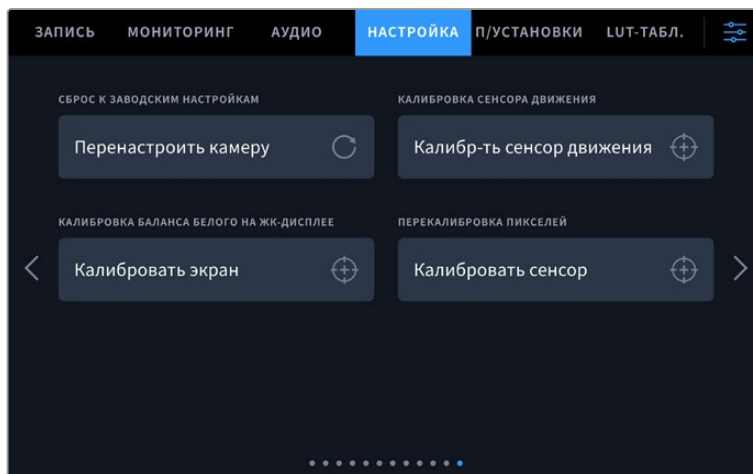 ЗАПИСЬ МОНИТОРИНГ АУДИО НАСТРОЙКА П/УСТАНОВКИ LUT-ТАБЛ.
СБРОС К ЗАВОДСКИМ НАСТРОЙКАМ КАЛИБРОВКА СЕНСОРА ДВИЖЕНИЯ
Перенастроить камеру Калибр-ть сенсор движения
КАЛИБРОВКА БАЛАНСА БЕЛОГО НА ЖК-ДИСПЛЕЕ ПЕРЕКАЛИБРОВКА ПИКСЕЛЕЙ
Калибровать экран Калибровать сенсор